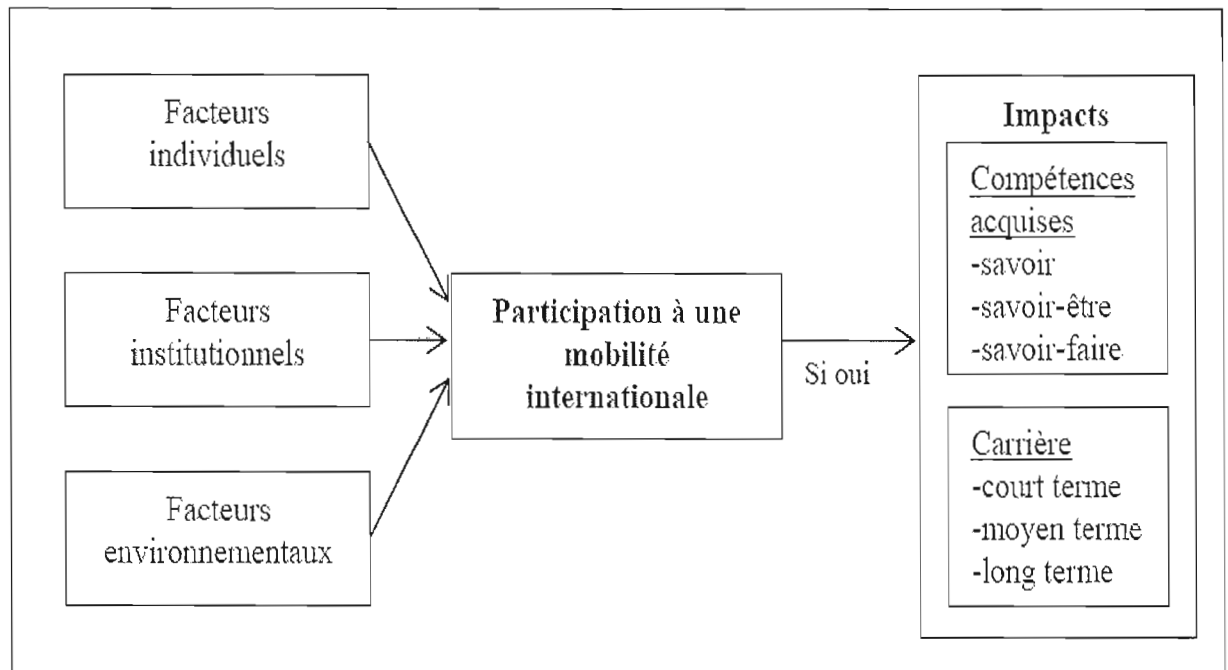 Facteurs
individuels
Facteurs
institutionnels
Facteurs
environnementaux
Participation à une
mobilité
internationale
Si oui
Impacts
Compétences
acquises
-savoir
-savoir-être
-savoir-faire
Carrière
-court terme
-moyen terme
-long terme